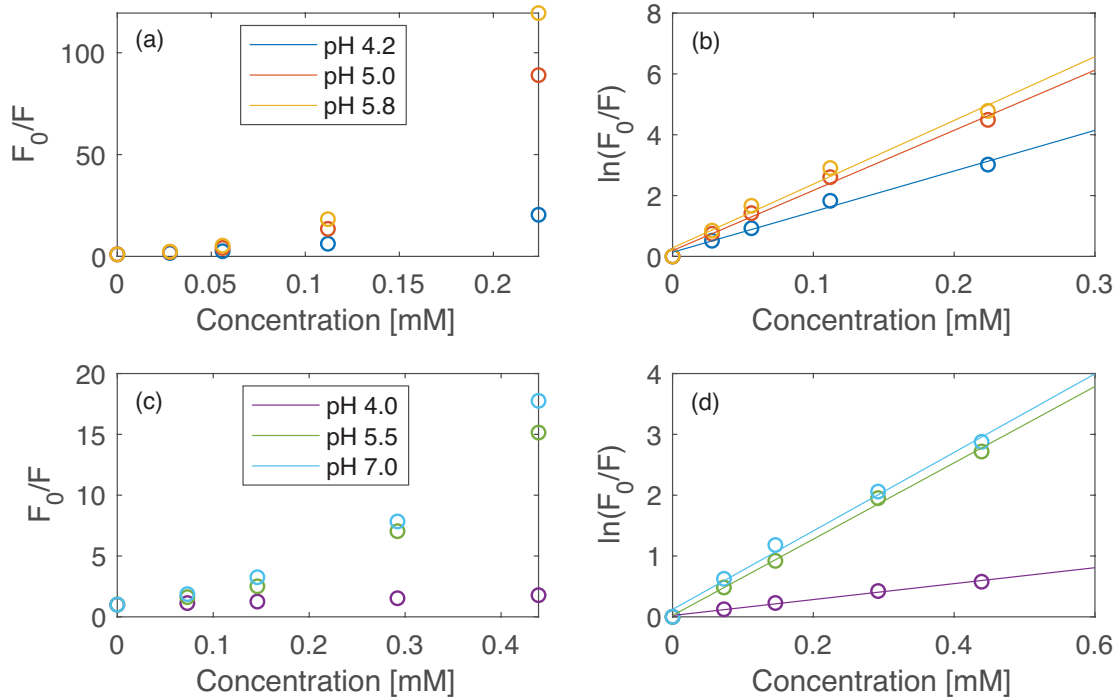 (a)
pH 4.2
pH 5.0
pH 5.8
100
50
0
F0/F
0 0.05 0.1 0.15 0.2
Concentration [mM]
(b)
8
6
4
2
0
ln(F0/F)
0 0.1 0.2 0.3
Concentration [mM]
(c)
pH 4.0
pH 5.5
pH 7.0
20
15
10
5
0
F0/F
0 0.1 0.2 0.3 0.4
Concentration [mM]
(d)
4
3
2
1
0
ln(F0/F)
0 0.2 0.4 0.6
Concentration [mM]